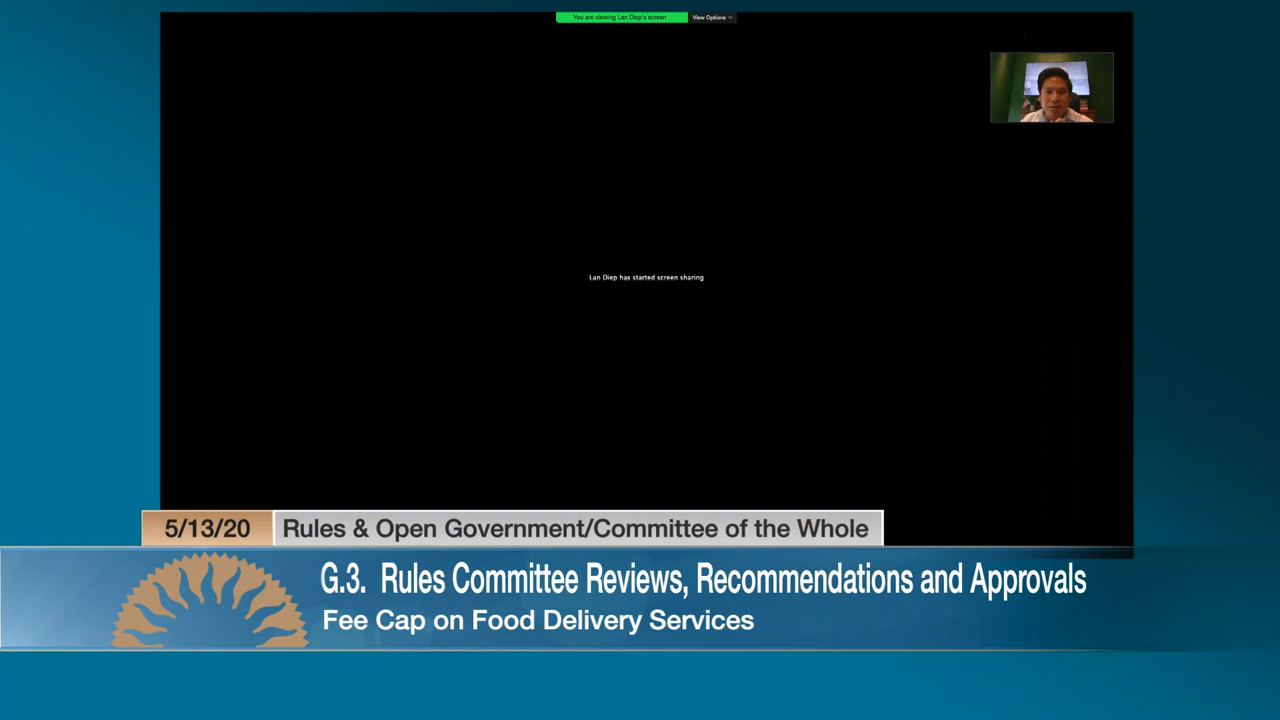 You are viewing Lan Diep's screen
View Options
Lan Diep has started screen sharing
5/13/20
Rules & Open Government/Committee of the Whole
G.3. Rules Committee Reviews, Recommendations and Approvals
Fee Cap on Food Delivery Services